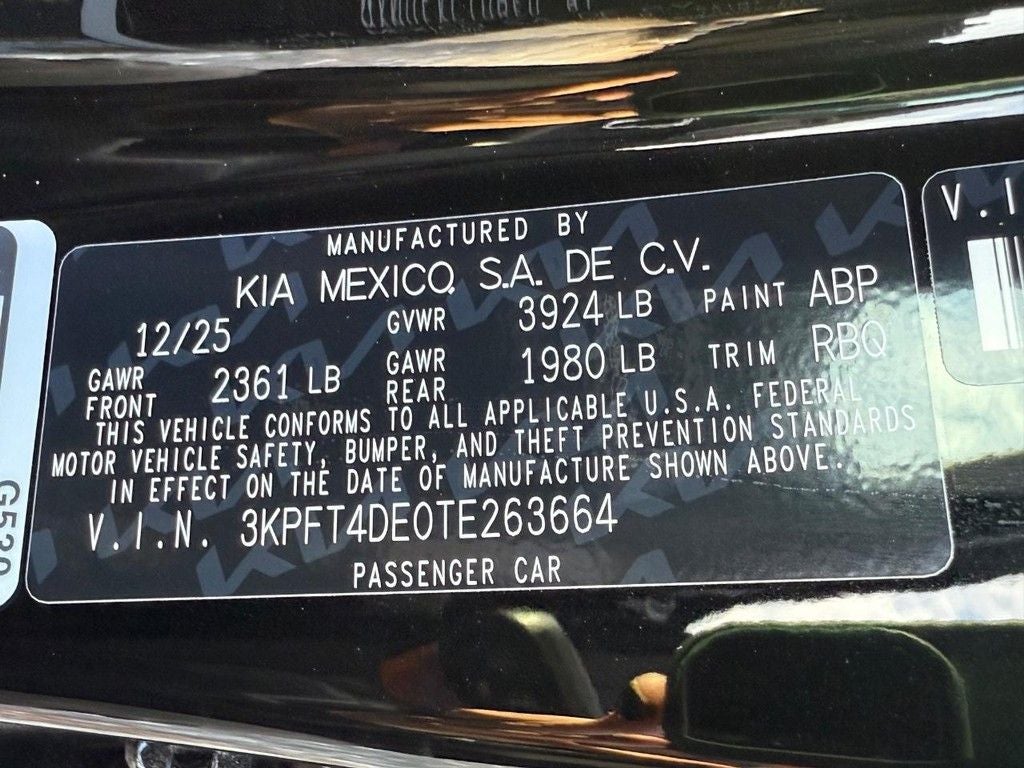 MANUFACTURED BY
KIA MEXICO, S.A. DE C.V.
12/25 GVWR 3924 LB PAINT ABP
GAWR FRONT 2361 LB GAWR REAR 1980 LB TRIM RBQ
THIS VEHICLE CONFORMS TO ALL APPLICABLE U.S.A. FEDERAL
MOTOR VEHICLE SAFETY, BUMPER, AND THEFT PREVENTION STANDARDS
IN EFFECT ON THE DATE OF MANUFACTURE SHOWN ABOVE.
V.I.N. 3KPFT4DE0TE263664
PASSENGER CAR
V.I
G520